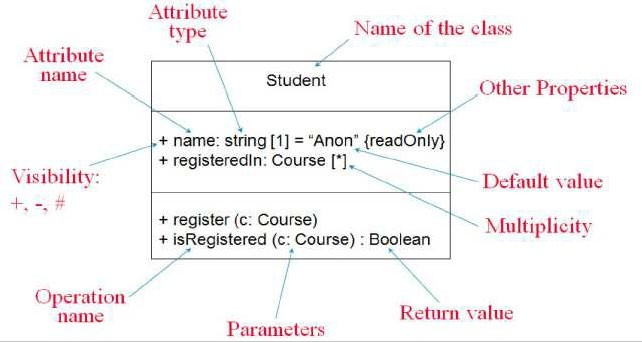 Attribute
type
Name of the class
Attribute
name
Student
Other Properties
+ name: string [1] = “Anon” {readOnly}
+ registeredIn: Course [*]
Visibility:
+, -, #
Default value
Multiplicity
+ register (c: Course)
+ isRegistered (c: Course) : Boolean
Operation
name
Parameters
Return value